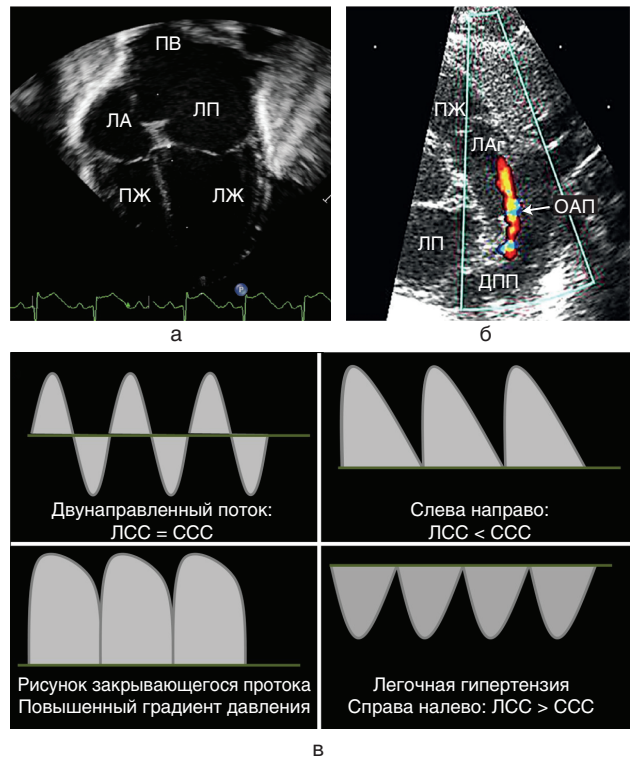 ПВ
ЛА
ЛП
ПЖ
ЛЖ
P
а
ПЖ
ЛАг
ОАП
ЛП
ДПП
б
Двунаправленный поток:
ЛСС = ССС
Слева направо:
ЛСС < ССС
Рисунок закрывающегося протока
Повышенный градиент давления
Легочная гипертензия
Справа налево: ЛСС > ССС
в